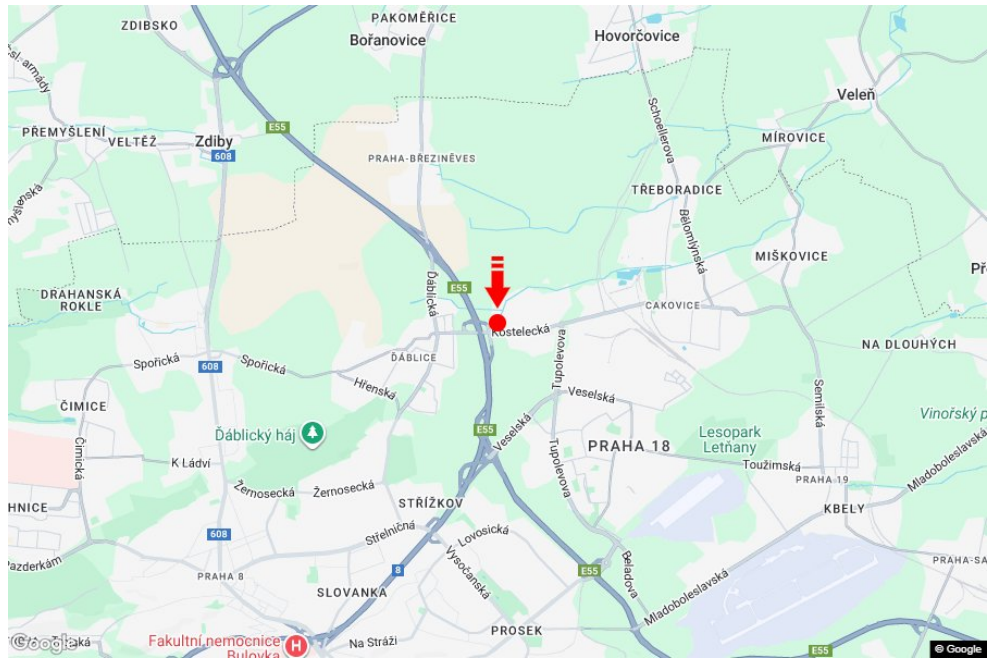 ZDIBSKO
PAKOMĚŘICE
Bořanovice
Hovorčovice
Čsl. armády
Veleň
E55
Schoellerova
PŘEMYŠLENÍ
VELTĚŽ
Zdiby
608
MÍROVICE
PRAHA-BŘEZINĚVES
TŘEBORADICE
Bělomlýnská
MIŠKOVICE
Ďáblická
E55
DRAHANSKÁ
ROKLE
CAKOVICE
Kostelecká
NA DLOUHÝCH
Spořická
608
Spořická
ĎÁBLICE
Tupolevova
Hřenská
Veselská
Semilská
ČIMICE
Ďáblický háj
E55
Veselská
PRAHA 18
Lesopark
Letňany
Čimická
K Ládví
Tupolevova
Toužimská
Mladoboleslavská
PRAHA 19
Žernosecká
Žernosecká
STŘÍŽKOV
KBELY
608
Střelničná
Lovosická
Vysočanská
Beladova
PRAHA 8
8
E55
SLOVANKA
Mladoboleslavská
Na Stráži
PROSEK
Fakultní nemocnice
Bulovka
H
Google
© Google